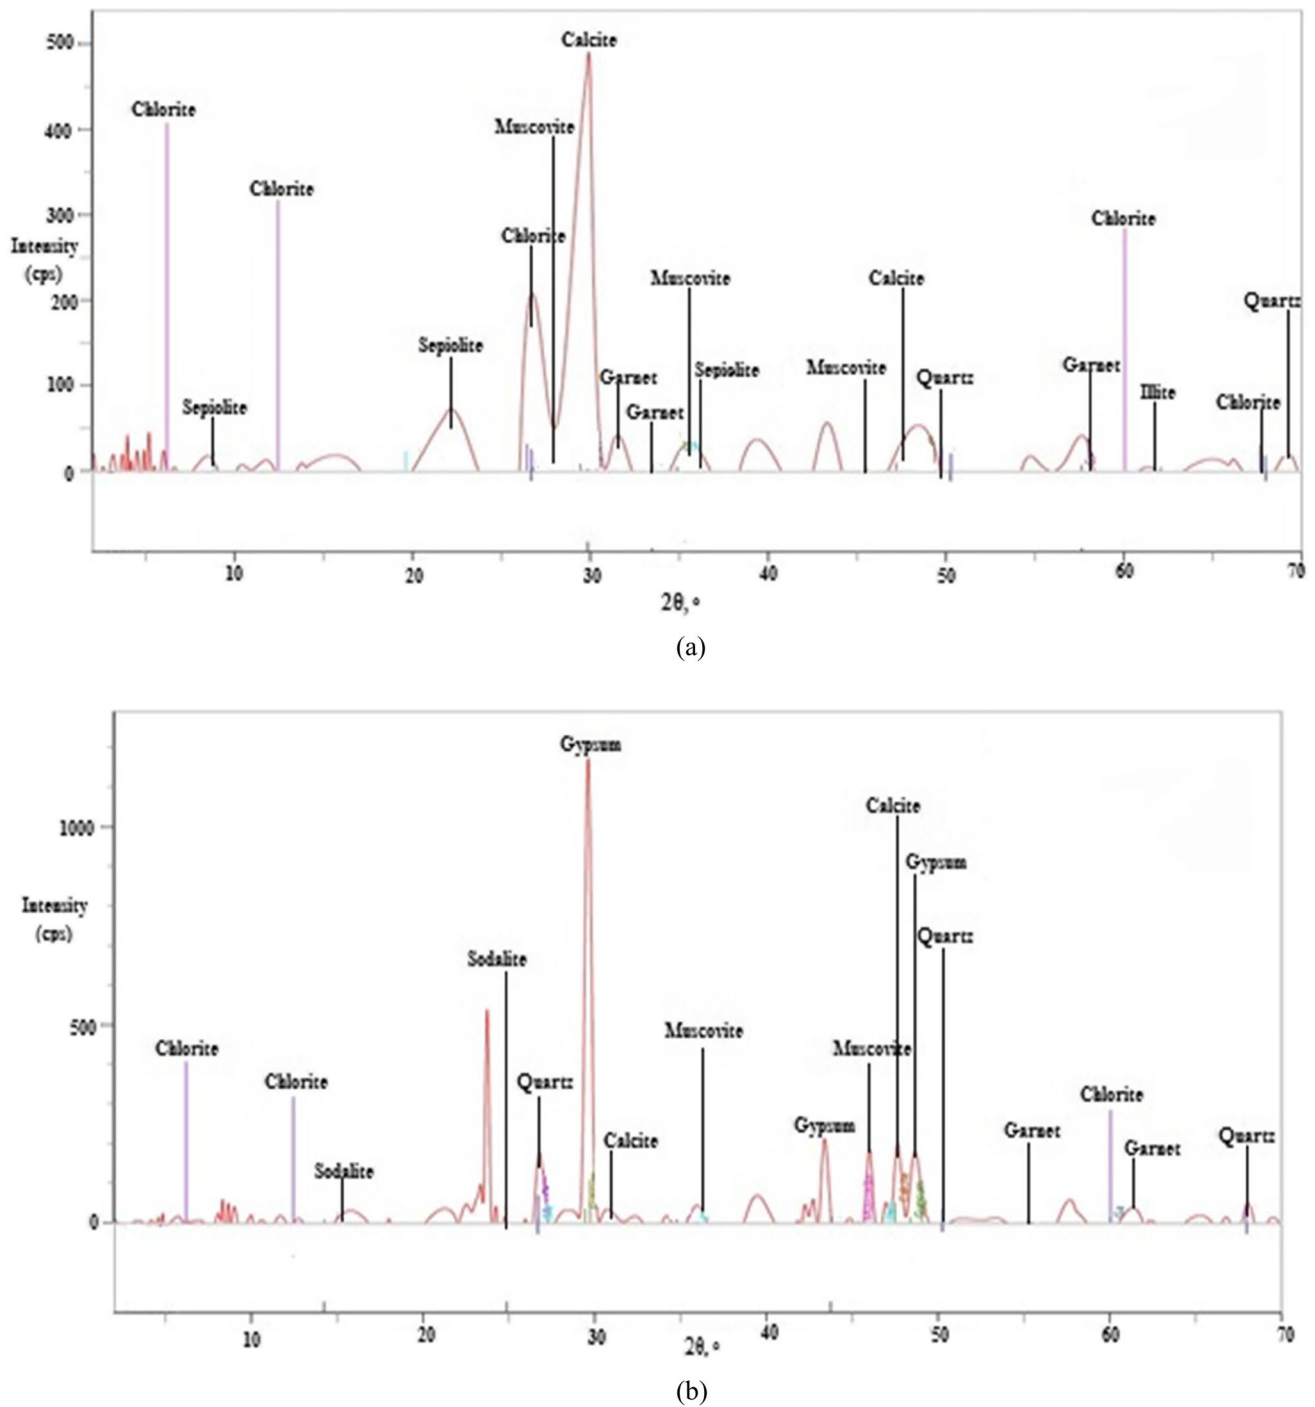 500
Calcite
Chlorite
400
Muscovite
Chlorite
300
Chlorite
Chlorite
Intensity
(cps)
Muscovite
Calcite
200
Quartz
Sepiolite
Garnet
Sepiolite
Muscovite
Quartz
Garnet
100
Sepiolite
Garnet
Illite
Chlorite
0
10
20
30
40
50
60
70
2θ,°
(a)
Gypsum
1000
Calcite
Gypsum
Intensity
(cps)
Quartz
Sodalite
500
Muscovite
Chlorite
Muscovite
Chlorite
Quartz
Chlorite
Gypsum
Calcite
Garnet
Garnet
Quartz
Sodalite
0
10
20
30
40
50
60
70
2θ,°
(b)